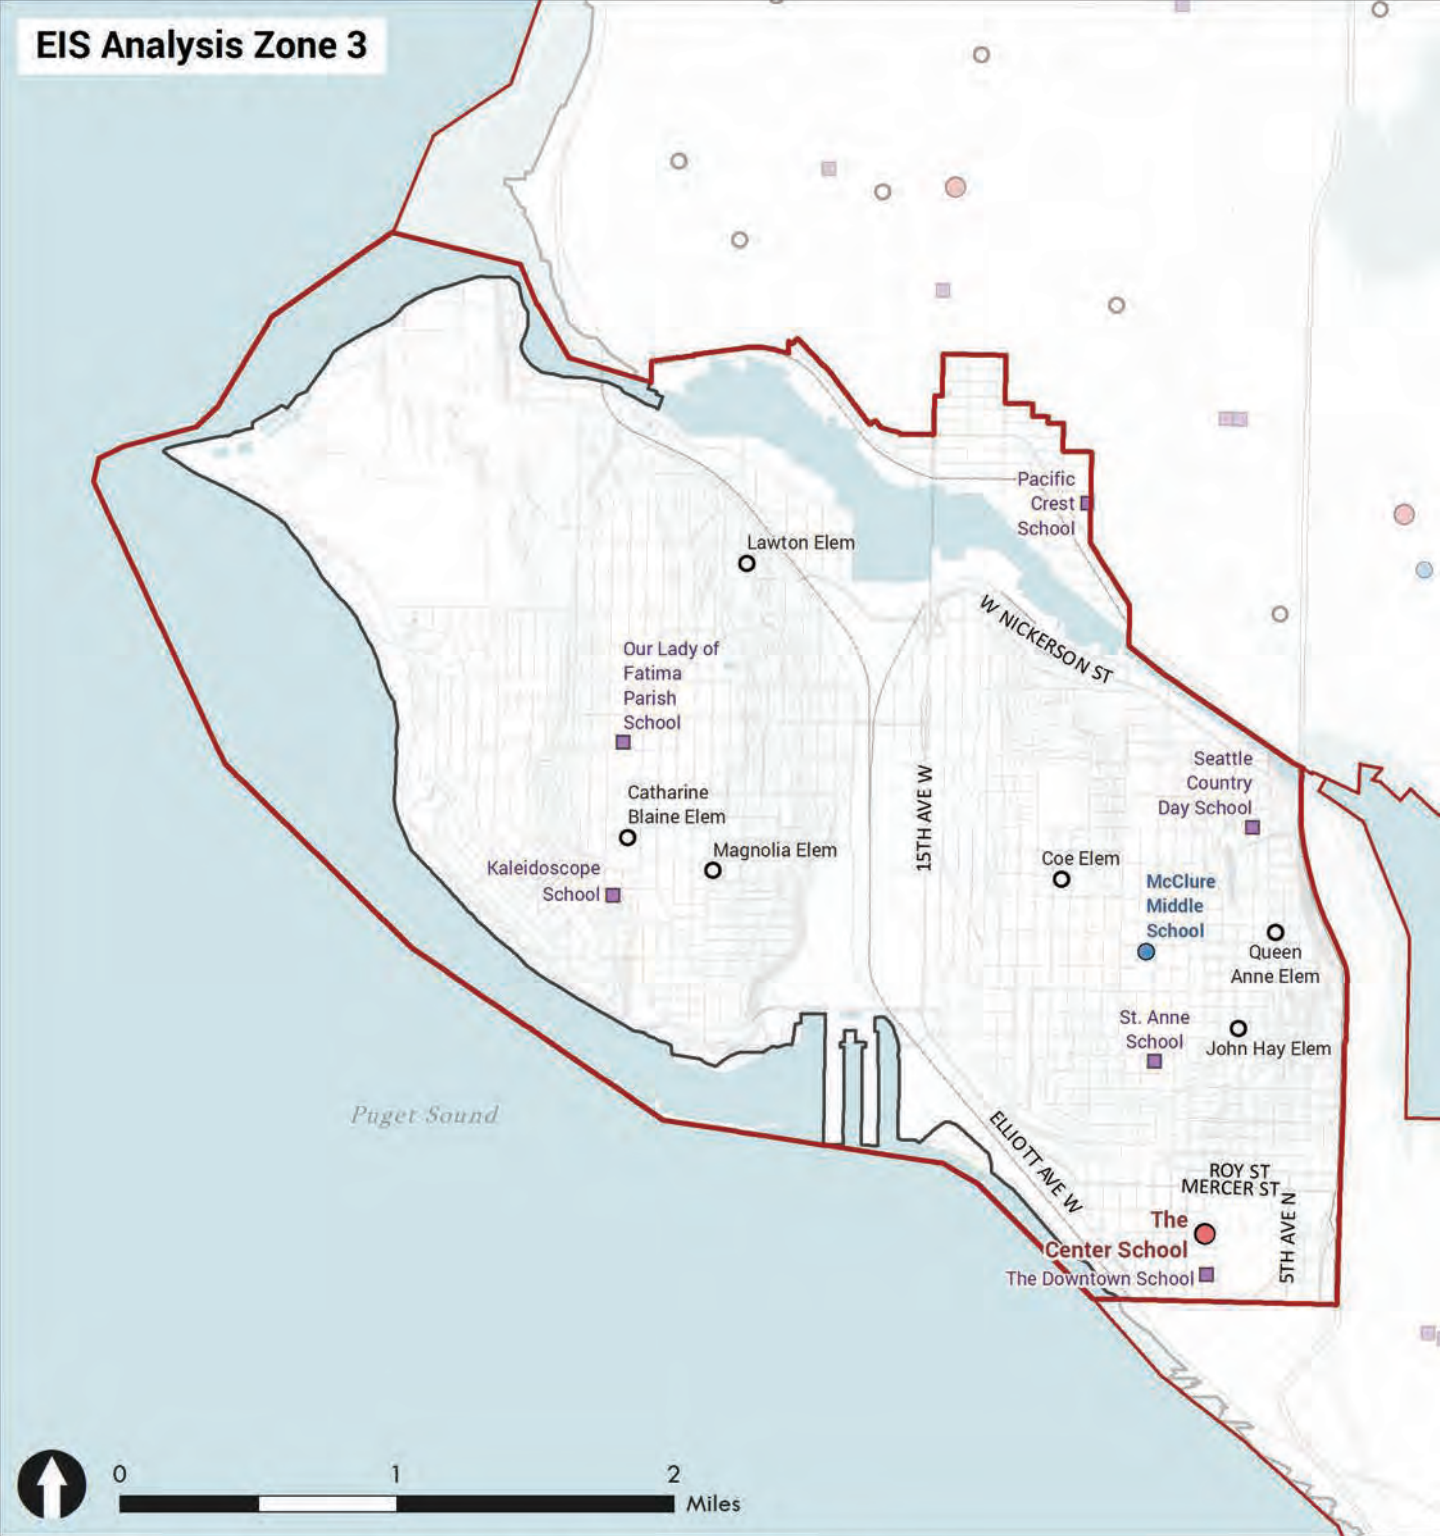 EIS Analysis Zone 3
Pacific
Crest
School
Lawton Elem
W NICKERSON ST
Our Lady of
Fatima
Parish
School
Seattle
Country
Day School
Catharine
Blaine Elem
15TH AVE W
Magnolia Elem
Coe Elem
Kaleidoscope
School
McClure
Middle
School
Queen
Anne Elem
St. Anne
School
John Hay Elem
Puget Sound
ELLIOTT AVE W
ROY ST
MERCER ST
5TH AVE N
The
Center School
The Downtown School
0 1 2
Miles